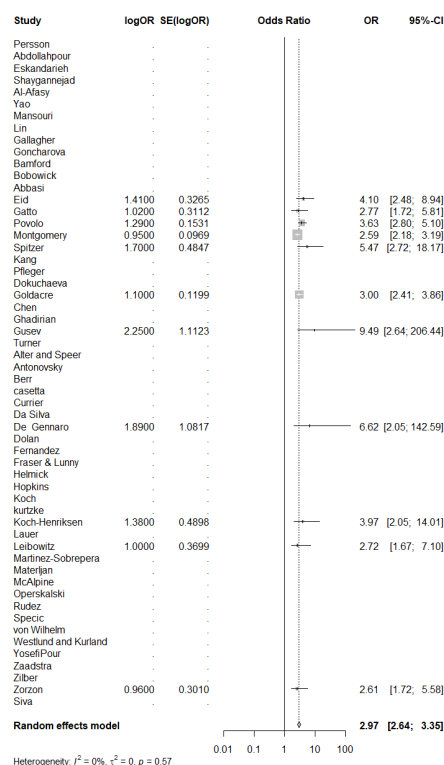 Study logOR SE(logOR) Odds Ratio OR 95%-CI
Persson . .
Abdollahpour . .
Eskandarieh . .
Shaygannejad . .
Al-Afasy . .
Yao . .
Mansouri . .
Lin . .
Gallagher . .
Goncharova . .
Bamford . .
Bobowick . .
Abbasi . .
Eid 1.4100 0.3265 4.10 [2.48; 8.94]
Gatto 1.0200 0.3112 2.77 [1.72; 5.81]
Povolo 1.2900 0.1531 3.63 [2.80; 5.10]
Montgomery 0.9500 0.0969 2.59 [2.18; 3.19]
Spitzer 1.7000 0.4847 5.47 [2.72; 18.17]
Kang . .
Pfleger . .
Dokuchaeva . .
Goldacre 1.1000 0.1199 3.00 [2.41; 3.86]
Chen . .
Ghadirian . .
Gusev 2.2500 1.1123 9.49 [2.64; 206.44]
Turner . .
Alter and Speer . .
Antonovsky . .
Berr . .
casetta . .
Currier . .
Da Silva . .
De Gennaro 1.8900 1.0817 6.62 [2.05; 142.59]
Dolan . .
Fernandez . .
Fraser & Lunny . .
Helmick . .
Hopkins . .
Koch . .
kurtzke . .
Koch-Henriksen 1.3800 0.4898 3.97 [2.05; 14.01]
Lauer . .
Leibowitz 1.0000 0.3699 2.72 [1.67; 7.10]
Martinez-Sobrepera . .
Materljan . .
McAlpine . .
Operskalski . .
Rudez . .
Specic . .
von Wilhelm . .
Westlund and Kurland . .
YosefiPour . .
Zaadstra . .
Zilber . .
Zorzon 0.9600 0.3010 2.61 [1.72; 5.58]
Siva . .
Random effects model 2.97 [2.64; 3.35]
0.01 0.1 1 10 100
Heterogeneity: I² = 0%, τ² = 0, p = 0.57